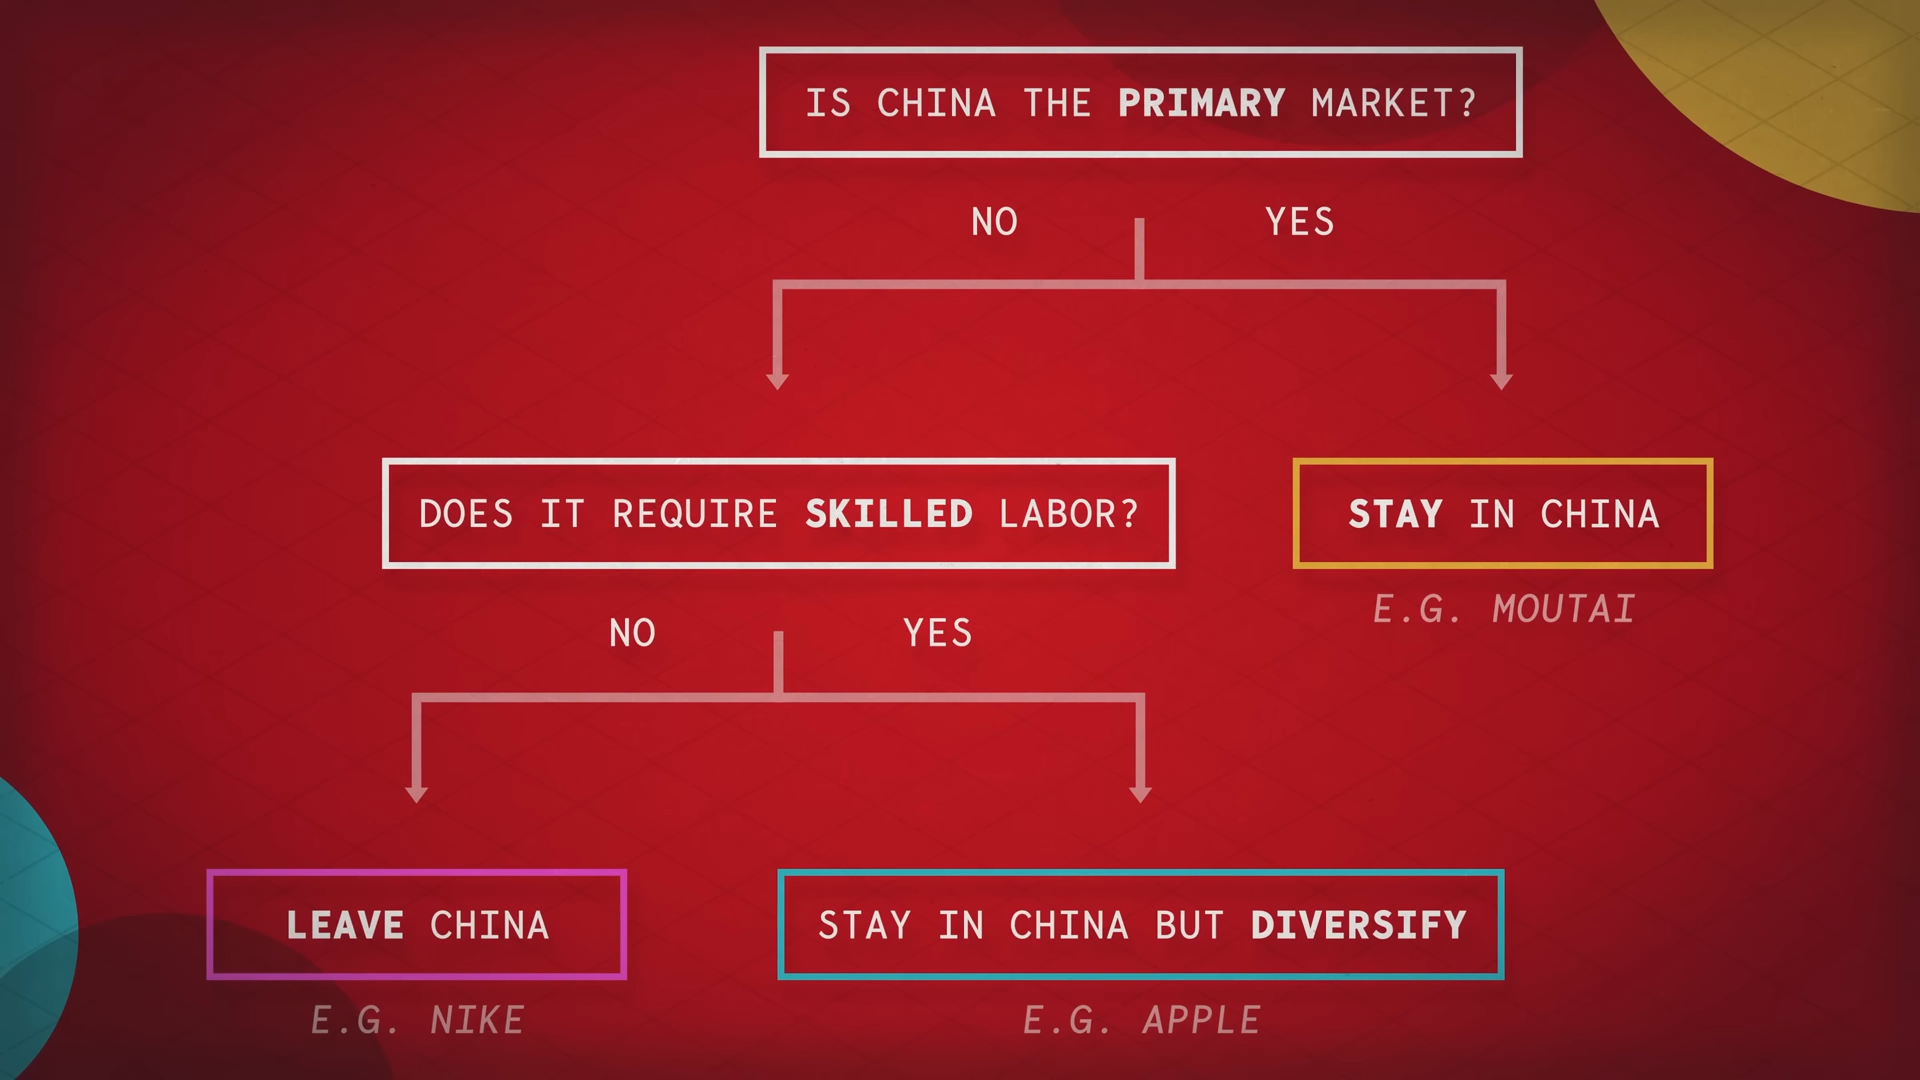 IS CHINA THE PRIMARY MARKET?
NO YES
DOES IT REQUIRE SKILLED LABOR?
STAY IN CHINA
E.G. MOUTAI
NO YES
LEAVE CHINA
E.G. NIKE
STAY IN CHINA BUT DIVERSIFY
E.G. APPLE